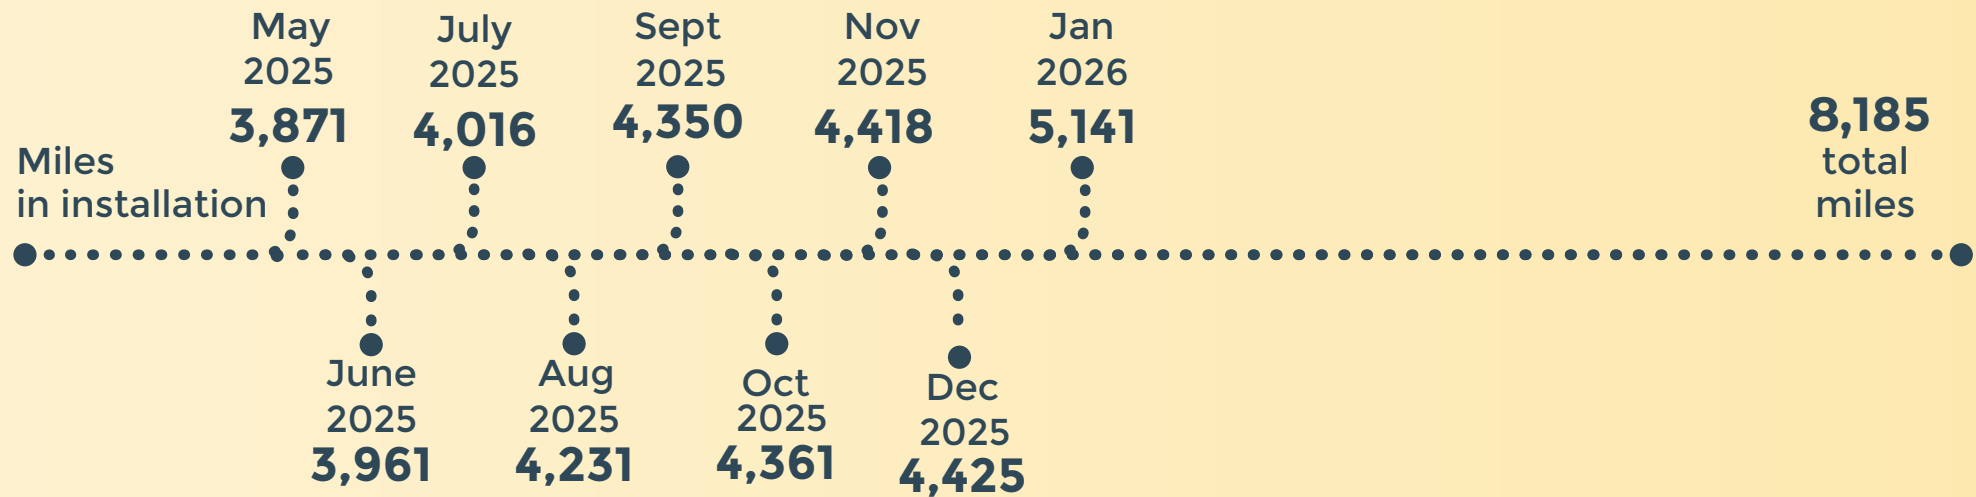 Miles
in installation
May
2025
3,871
June
2025
3,961
July
2025
4,016
Aug
2025
4,231
Sept
2025
4,350
Oct
2025
4,361
Nov
2025
4,418
Dec
2025
4,425
Jan
2026
5,141
8,185
total
miles